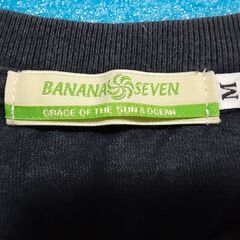 BANANA SEVEN
GRACE OF THE SUN & OCEAN
M